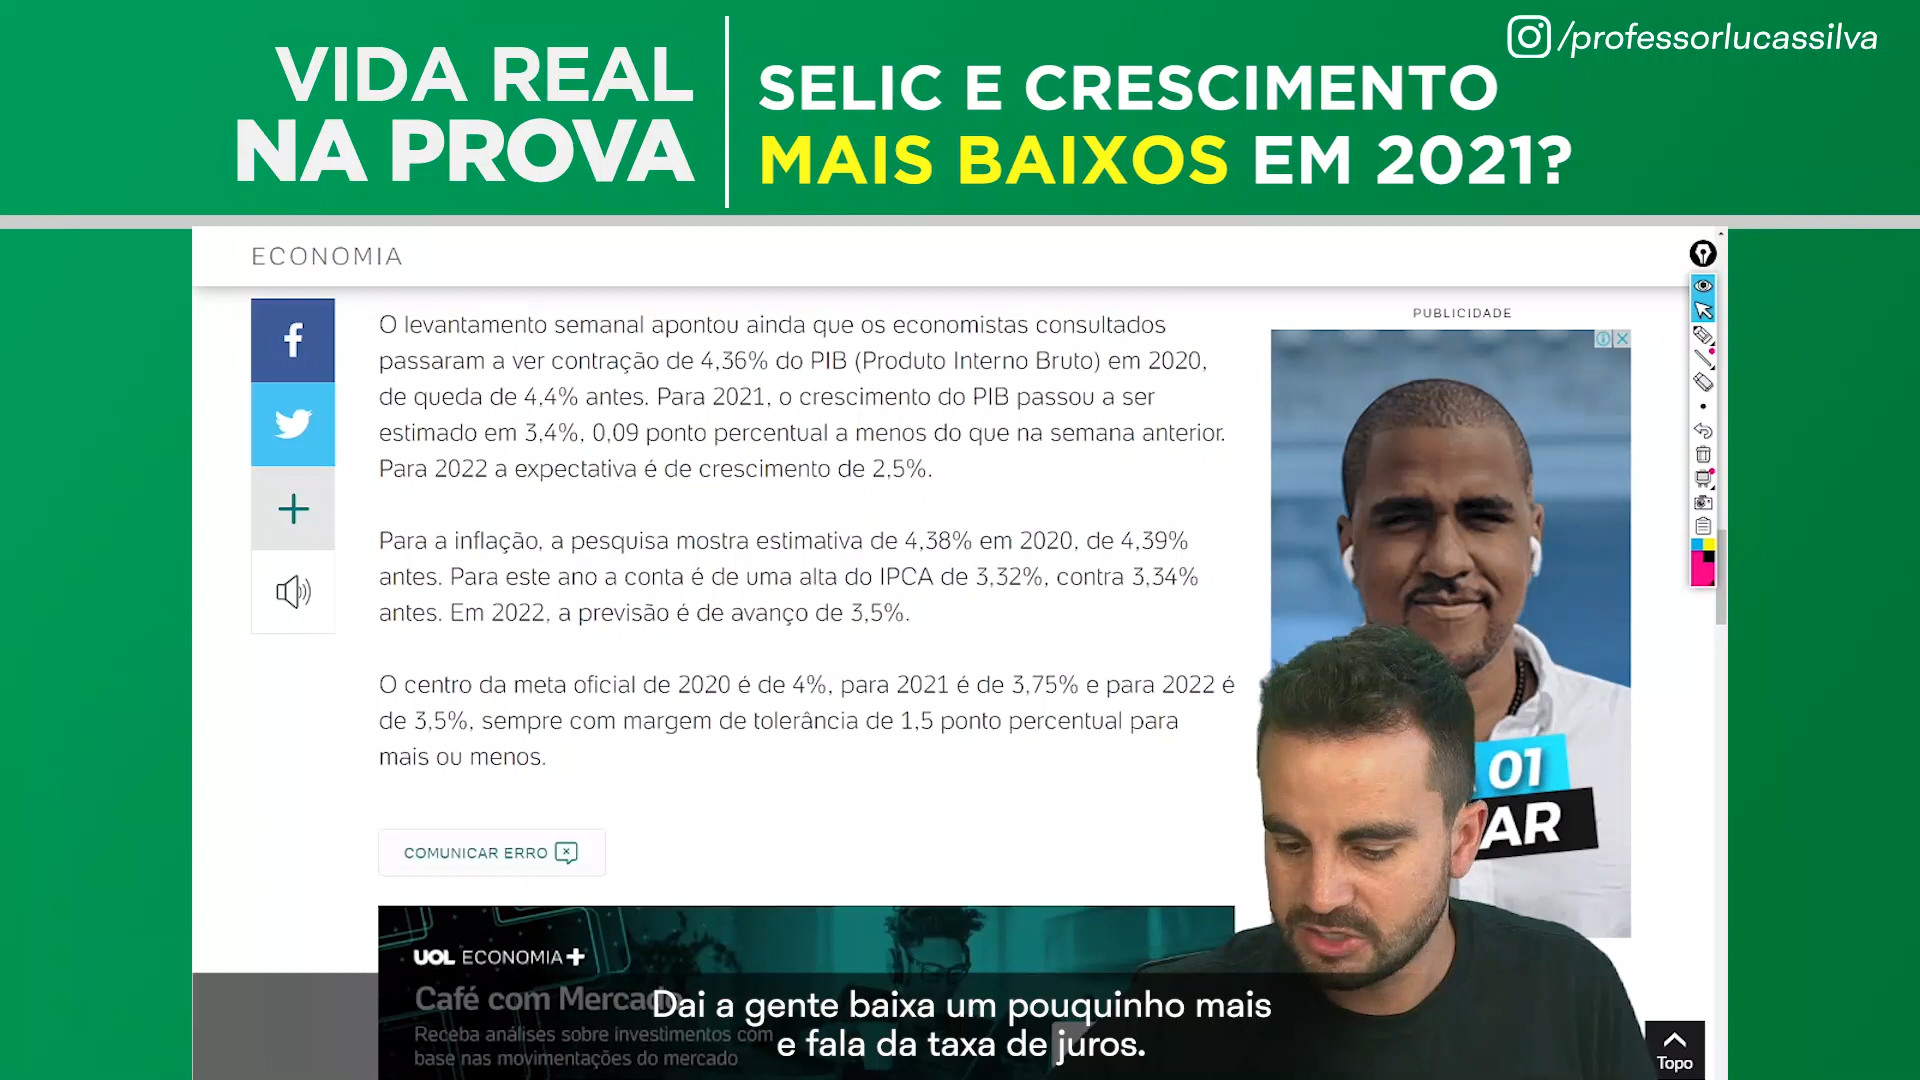 /professorlucassilva
VIDA REAL
NA PROVA
SELIC E CRESCIMENTO
MAIS BAIXOS EM 2021?
ECONOMIA
O levantamento semanal apontou ainda que os economistas consultados
passaram a ver contração de 4,36% do PIB (Produto Interno Bruto) em 2020,
de queda de 4,4% antes. Para 2021, o crescimento do PIB passou a ser
estimado em 3,4%, 0,09 ponto percentual a menos do que na semana anterior.
Para 2022 a expectativa é de crescimento de 2,5%.
Para a inflação, a pesquisa mostra estimativa de 4,38% em 2020, de 4,39%
antes. Para este ano a conta é de uma alta do IPCA de 3,32%, contra 3,34%
antes. Em 2022, a previsão é de avanço de 3,5%.
O centro da meta oficial de 2020 é de 4%, para 2021 é de 3,75% e para 2022 é
de 3,5%, sempre com margem de tolerância de 1,5 ponto percentual para
mais ou menos.
COMUNICAR ERRO
PUBLICIDADE
01
AR
UOL ECONOMIA+
Café com Mercado
Receba análises sobre investimentos com
base nas movimentações do mercado
Dai a gente baixa um pouquinho mais
e fala da taxa de juros.
Topo